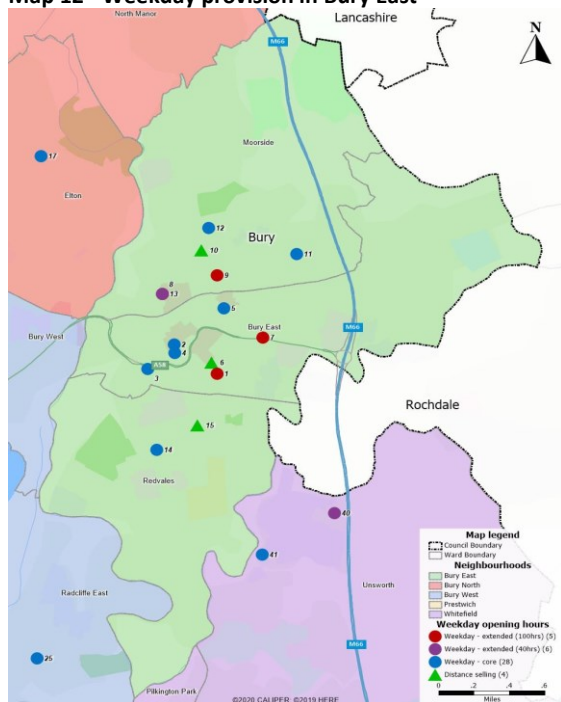 Map 12 - Weekday provision in Bury East
North Manor
Lancashire
M66
N
Moorside
17
Elton
12
Bury
10
11
9
8
13
5
Bury West
Bury East
7
M66
2
4
A58
3
6
1
Rochdale
15
14
Redvales
40
41
Unsworth
Radcliffe East
25
M66
Pilkington Park
©2020 CALIPER; ©2019 HERE
Map legend
Council Boundary
Ward Boundary
Neighbourhoods
Bury East
Bury North
Bury West
Prestwich
Whitefield
Weekday opening hours
Weekday - extended (100hrs) (5)
Weekday - extended (40hrs) (6)
Weekday - core (28)
Distance selling (4)
0 .2 .4 .6
Miles